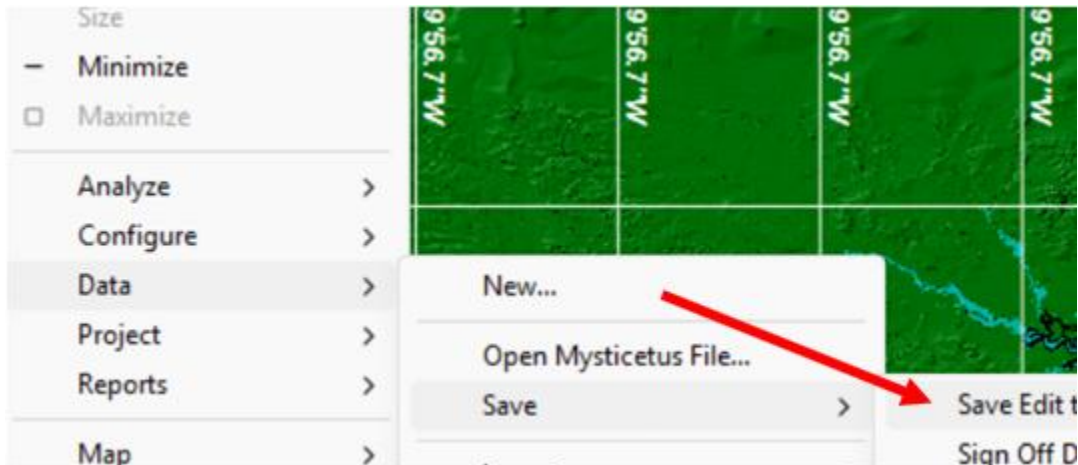 Size
Minimize
Maximize
Analyze
Configure
Data
Project
Reports
Map
New...
Open Mysticetus File...
Save
Save Edit t
Sign Off D
9'56.7"W
9'56.7"W
9'56.7"W
9'56.7"W